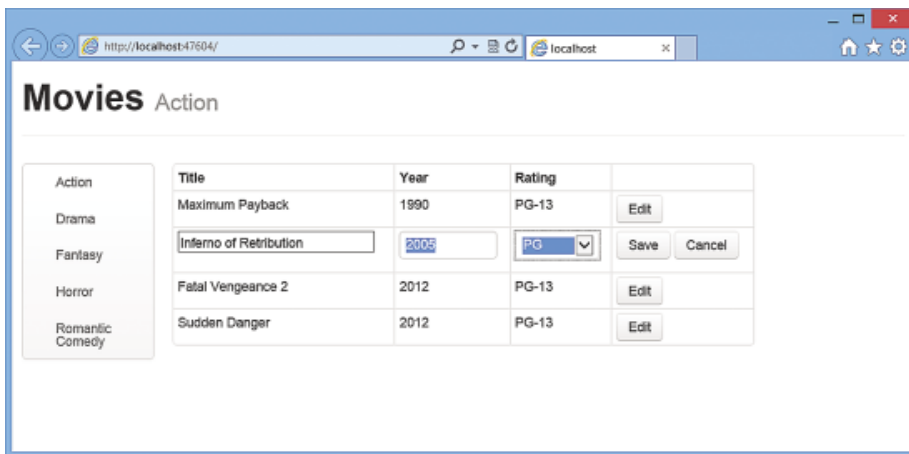 http://localhost:47604/
localhost
Movies Action
Action
Drama
Fantasy
Horror
Romantic
Comedy
Title Year Rating
Maximum Payback 1990 PG-13 Edit
Inferno of Retribution 2005 PG Save Cancel
Fatal Vengeance 2 2012 PG-13 Edit
Sudden Danger 2012 PG-13 Edit